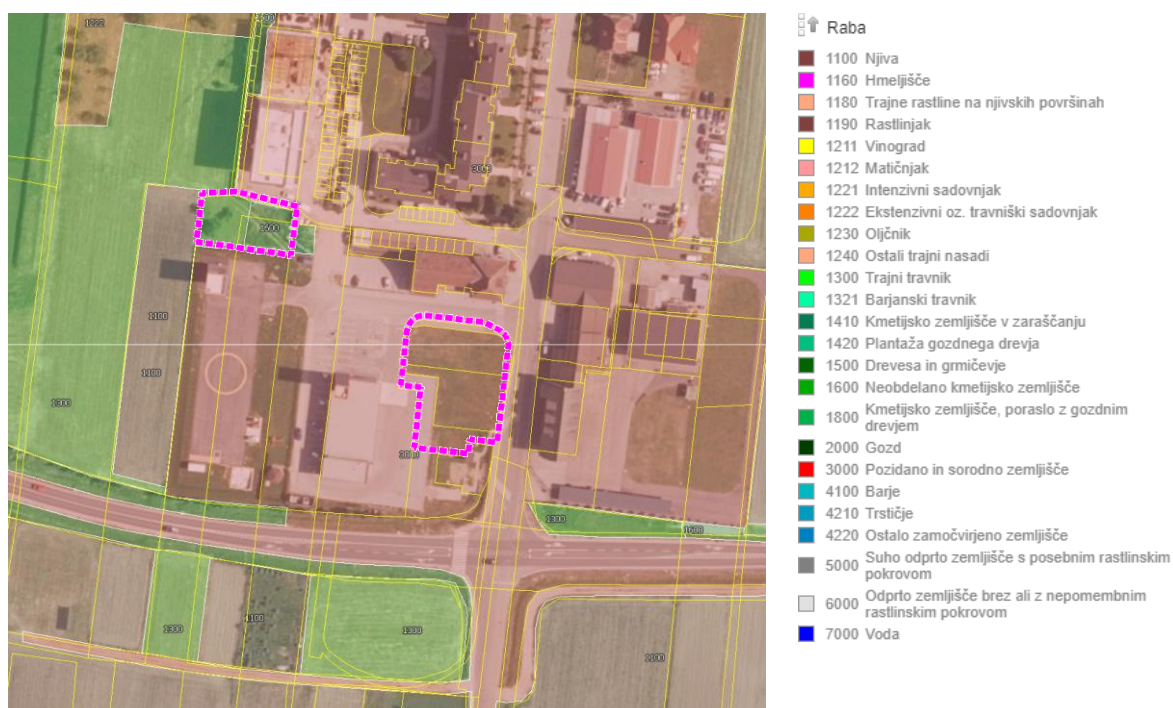 Raba
1100 Njiva
1160 Hmeljišče
1180 Trajne rastline na njivskih površinah
1190 Rastlinjak
1211 Vinograd
1212 Matičnjak
1221 Intenzivni sadovnjak
1222 Ekstenzivni oz. travniški sadovnjak
1230 Oljčnik
1240 Ostali trajni nasadi
1300 Trajni travnik
1321 Barjanski travnik
1410 Kmetijsko zemljišče v zaraščanju
1420 Plantaža gozdnega drevja
1500 Drevesa in grmičevje
1600 Neobdelano kmetijsko zemljišče
1800 Kmetijsko zemljišče, poraslo z gozdnim
drevjem
2000 Gozd
3000 Pozidano in sorodno zemljišče
4100 Barje
4210 Trstičje
4220 Ostalo zamočvirjeno zemljišče
5000 Suho odprto zemljišče s posebnim rastlinskim
pokrovom
6000 Odprto zemljišče brez ali z nepomembnim
rastlinskim pokrovom
7000 Voda
1222
1600
1100
1100
1300
1300
1600
1300
1100
1300
1100